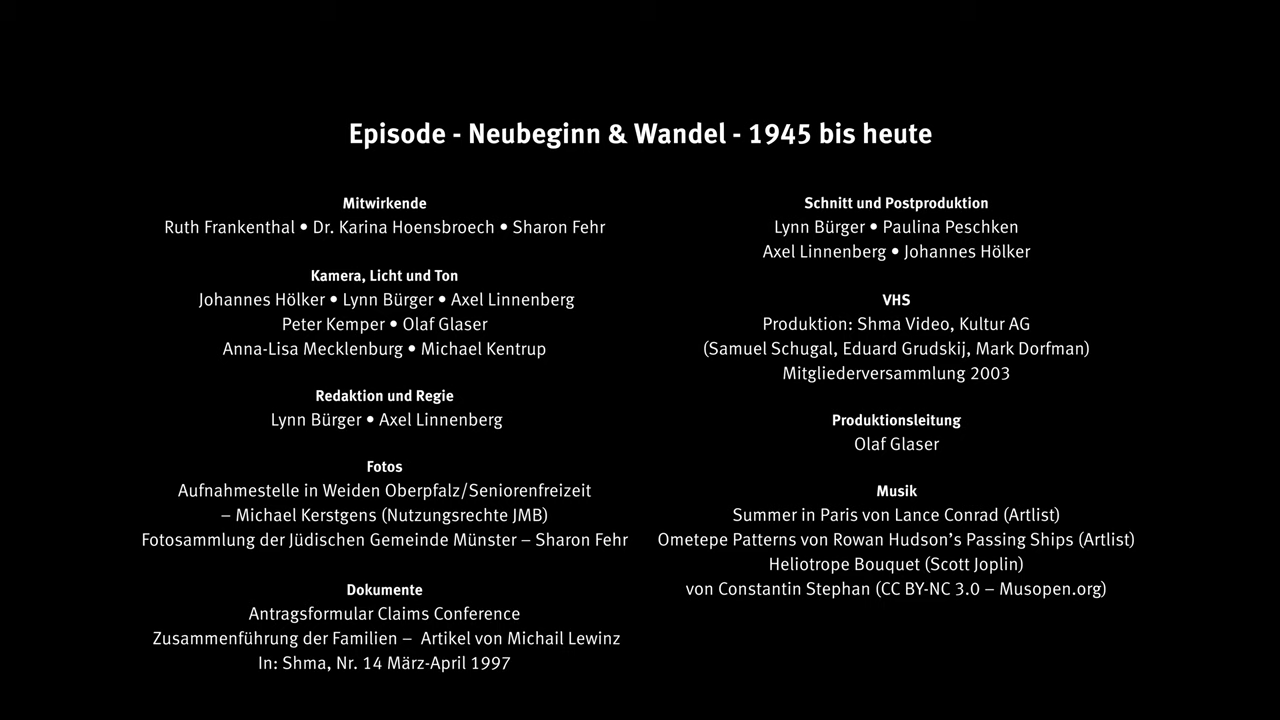 Episode - Neubeginn & Wandel - 1945 bis heute
Mitwirkende
Ruth Frankenthal • Dr. Karina Hoensbroech • Sharon Fehr
Kamera, Licht und Ton
Johannes Hölker • Lynn Bürger • Axel Linnenberg
Peter Kemper • Olaf Glaser
Anna-Lisa Mecklenburg • Michael Kentrup
Redaktion und Regie
Lynn Bürger • Axel Linnenberg
Fotos
Aufnahmestelle in Weiden Oberpfalz/Seniorenfreizeit
– Michael Kerstgens (Nutzungsrechte JMB)
Fotosammlung der Jüdischen Gemeinde Münster – Sharon Fehr
Dokumente
Antragsformular Claims Conference
Zusammenführung der Familien – Artikel von Michail Lewinz
In: Shma, Nr. 14 März-April 1997
Schnitt und Postproduktion
Lynn Bürger • Paulina Peschken
Axel Linnenberg • Johannes Hölker
VHS
Produktion: Shma Video, Kultur AG
(Samuel Schugal, Eduard Grudskij, Mark Dorfman)
Mitgliederversammlung 2003
Produktionsleitung
Olaf Glaser
Musik
Summer in Paris von Lance Conrad (Artlist)
Ometepe Patterns von Rowan Hudson’s Passing Ships (Artlist)
Heliotrope Bouquet (Scott Joplin)
von Constantin Stephan (CC BY-NC 3.0 – Musopen.org)